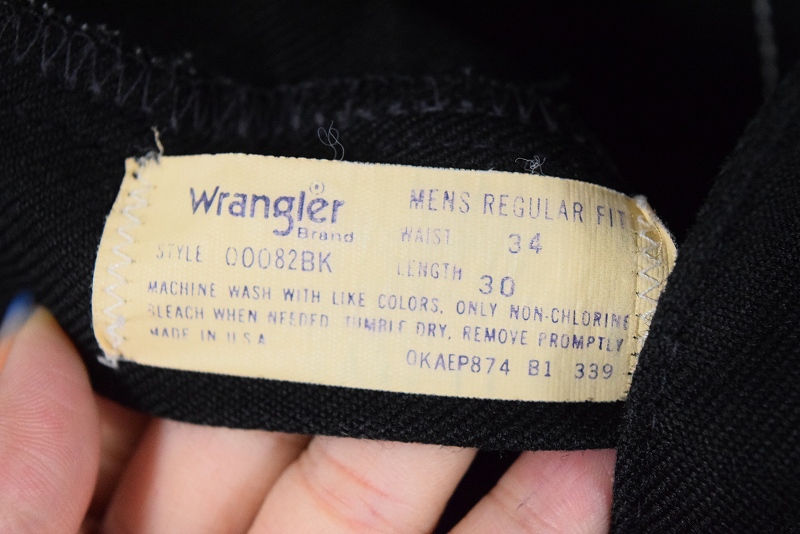 Wrangler® MENS REGULAR FIT
Brand WAIST 34
STYLE 00082BK LENGTH 30
MACHINE WASH WITH LIKE COLORS. ONLY NON-CHLORINE
BLEACH WHEN NEEDED. TUMBLE DRY. REMOVE PROMPTLY
MADE IN U.S.A
OKAEP874 B1 339